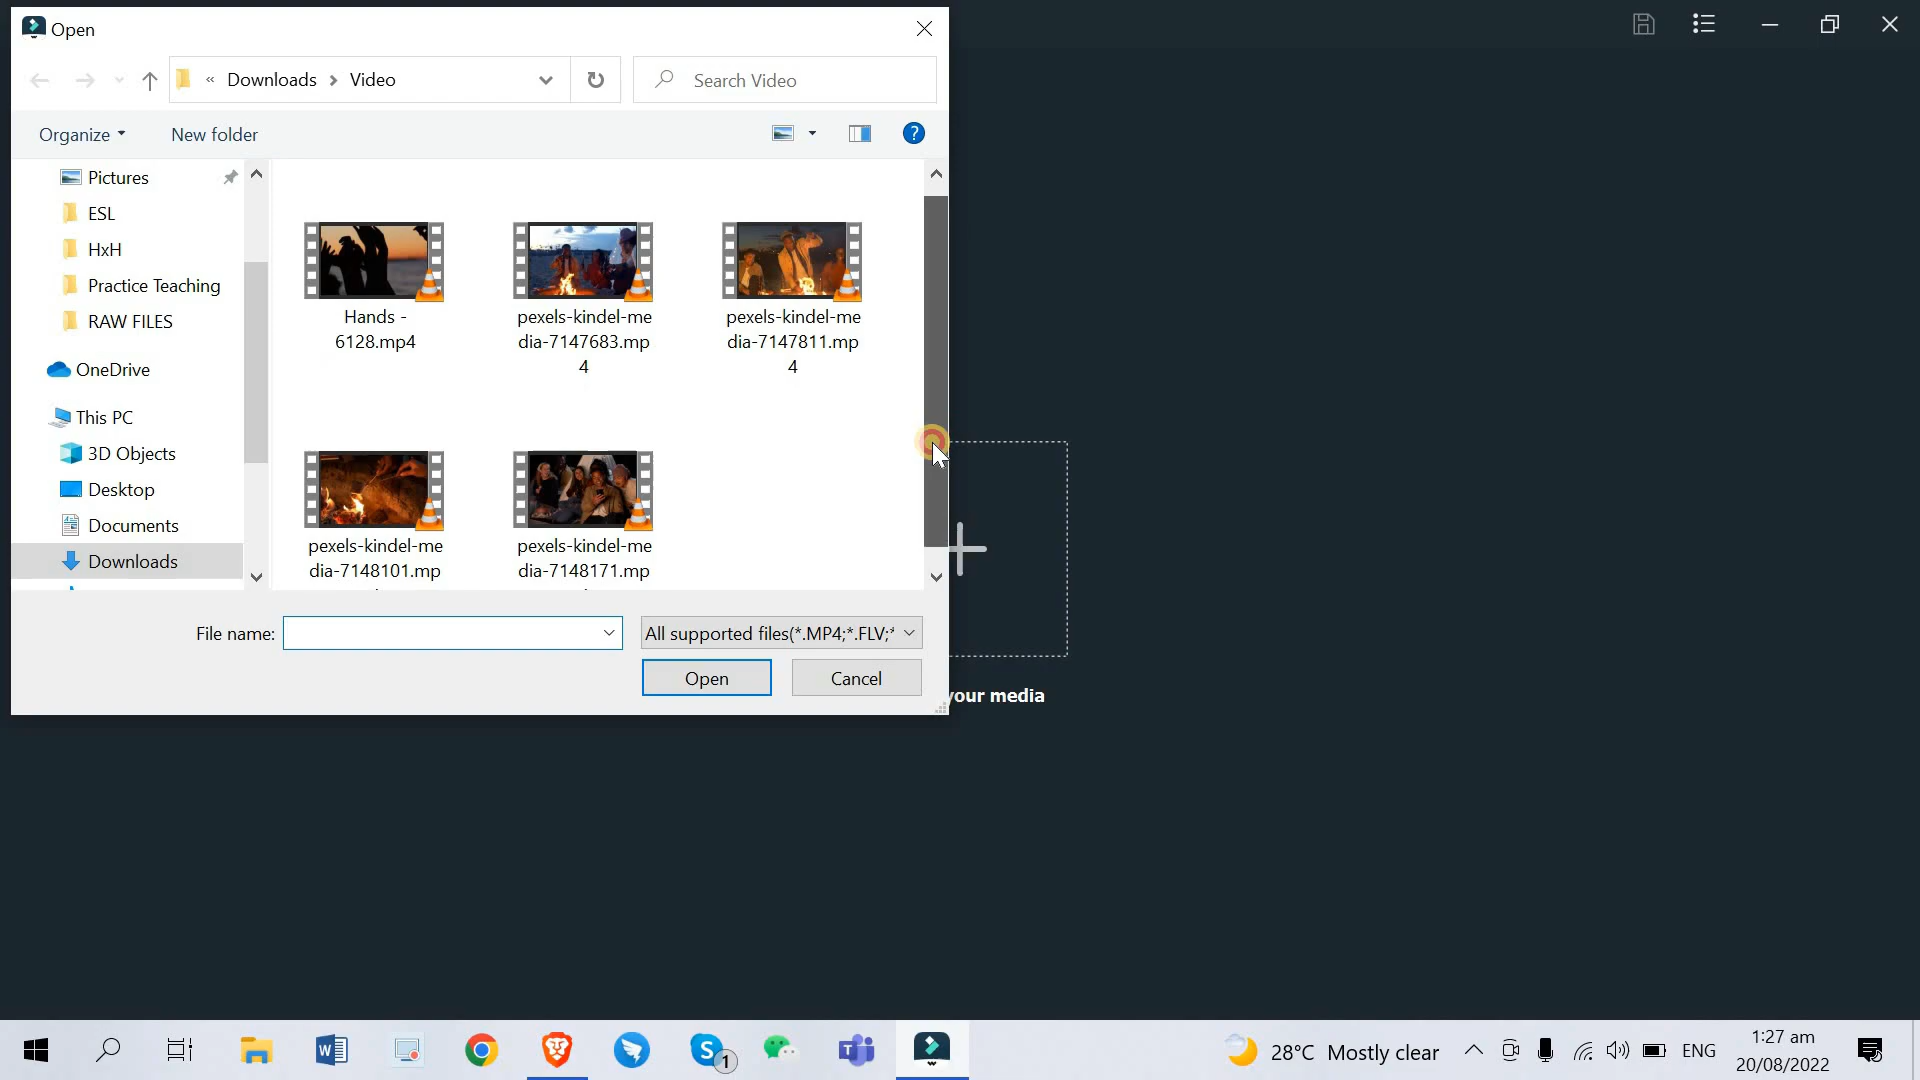 Open
« Downloads > Video
Search Video
Organize
New folder
Pictures
ESL
HxH
Practice Teaching
RAW FILES
OneDrive
This PC
3D Objects
Desktop
Documents
Downloads
Hands -
6128.mp4
pexels-kindel-me
dia-7147683.mp
4
pexels-kindel-me
dia-7147811.mp
4
pexels-kindel-me
dia-7148101.mp
pexels-kindel-me
dia-7148171.mp
File name:
All supported files(*.MP4;*.FLV;*
Open
Cancel
your media
1
28°C Mostly clear
ENG
1:27 am
20/08/2022